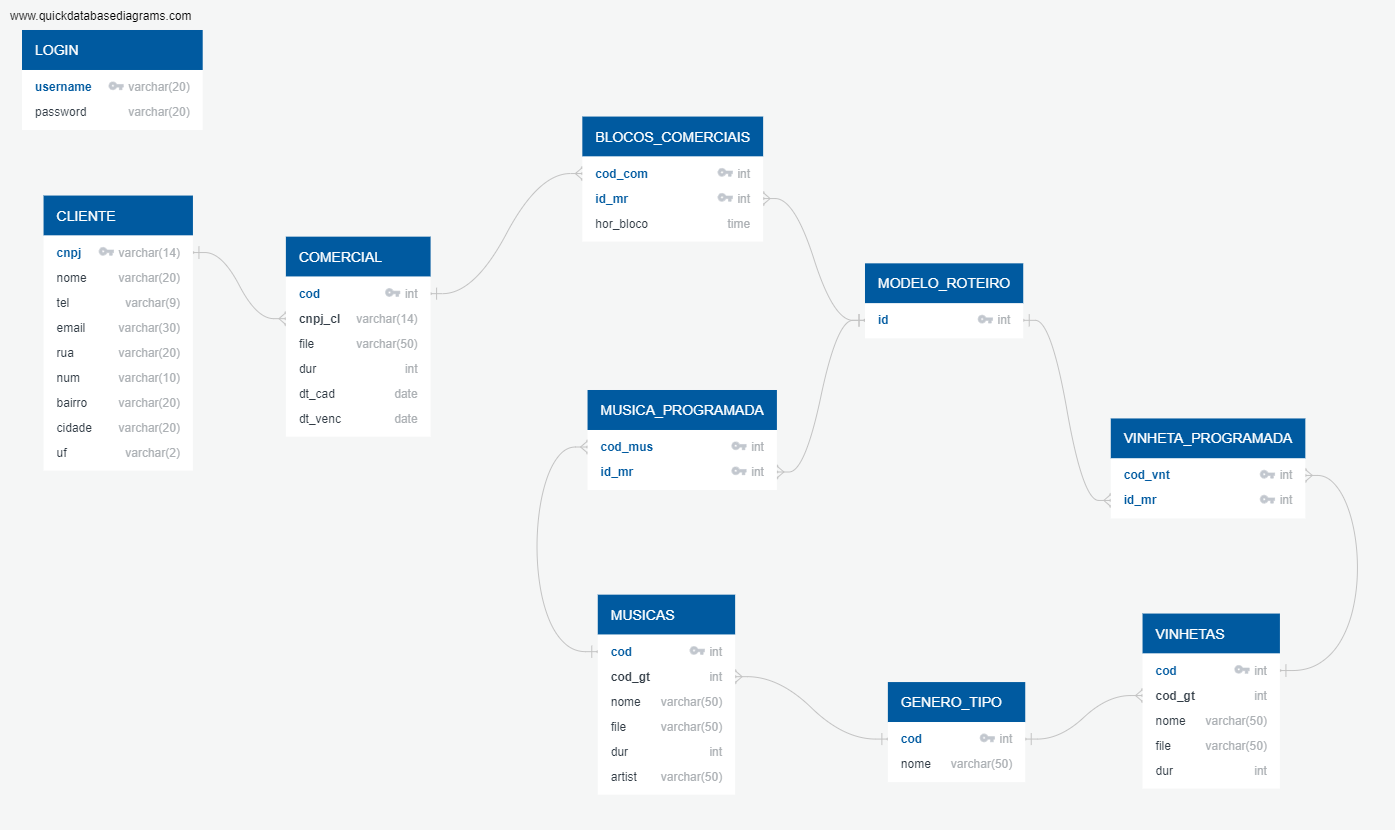 www.quickdatabasediagrams.com
LOGIN
username varchar(20)
password varchar(20)
CLIENTE
cnpj varchar(14)
nome varchar(20)
tel varchar(9)
email varchar(30)
rua varchar(20)
num varchar(10)
bairro varchar(20)
cidade varchar(20)
uf varchar(2)
COMERCIAL
cod int
cnpj_cl varchar(14)
file varchar(50)
dur int
dt_cad date
dt_venc date
BLOCOS_COMERCIAIS
cod_com int
id_mr int
hor_bloco time
MODELO_ROTEIRO
id int
MUSICA_PROGRAMADA
cod_mus int
id_mr int
VINHETA_PROGRAMADA
cod_vnt int
id_mr int
MUSICAS
cod int
cod_gt int
nome varchar(50)
file varchar(50)
dur int
artist varchar(50)
GENERO_TIPO
cod int
nome varchar(50)
VINHETAS
cod int
cod_gt int
nome varchar(50)
file varchar(50)
dur int